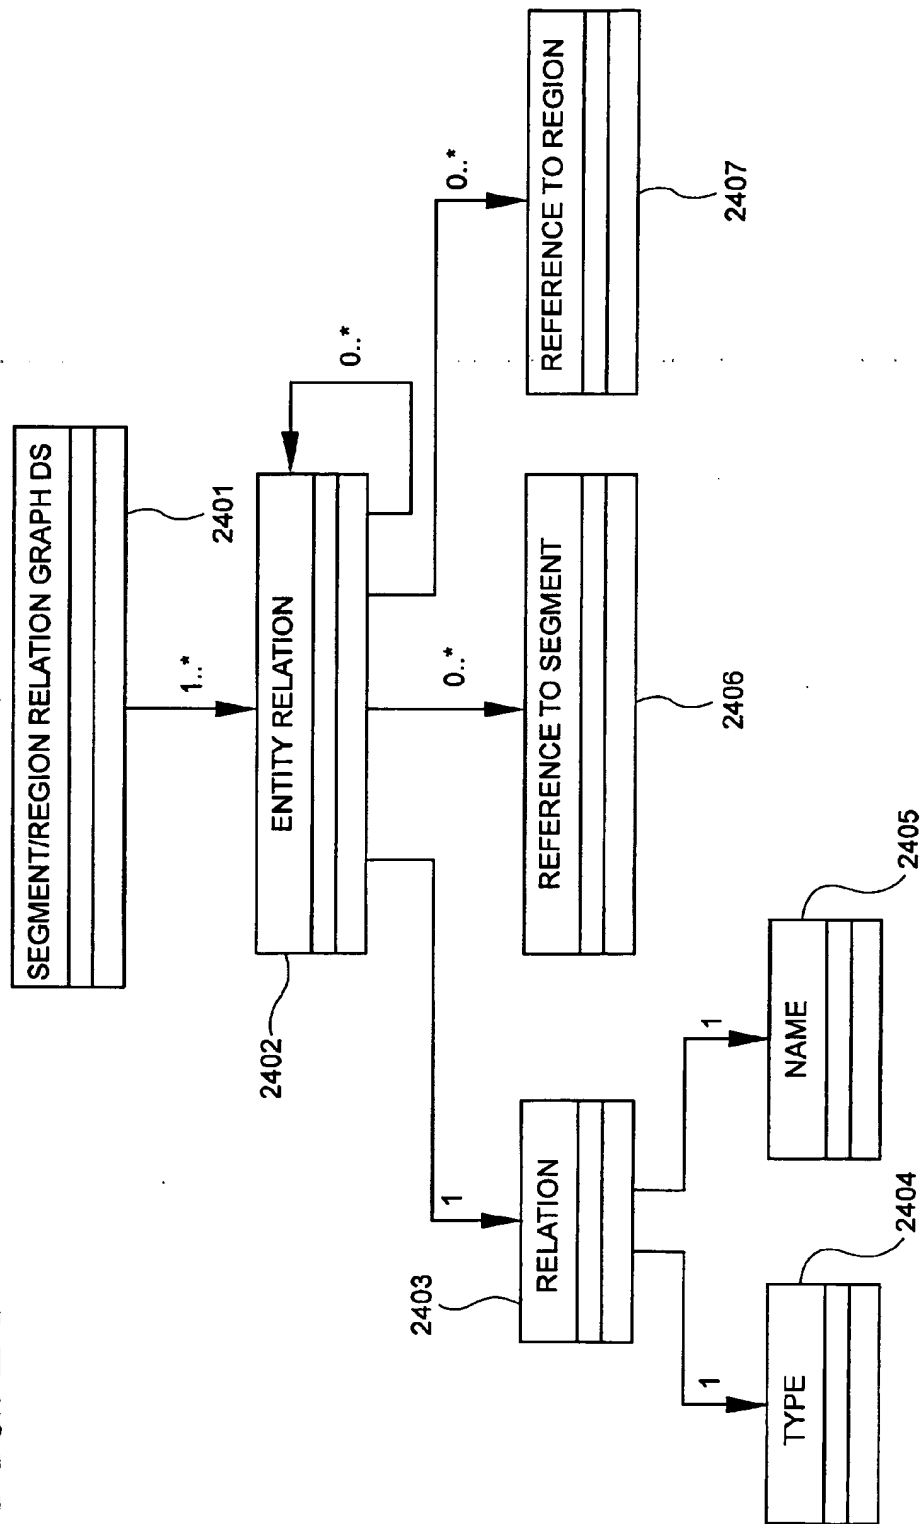 SEGMENT/REGION RELATION GRAPH DS
2401
1..*
ENTITY RELATION
2402
0..*
1
0..*
0..*
RELATION
2403
REFERENCE TO SEGMENT
2406
REFERENCE TO REGION
2407
1
1
TYPE
2404
NAME
2405